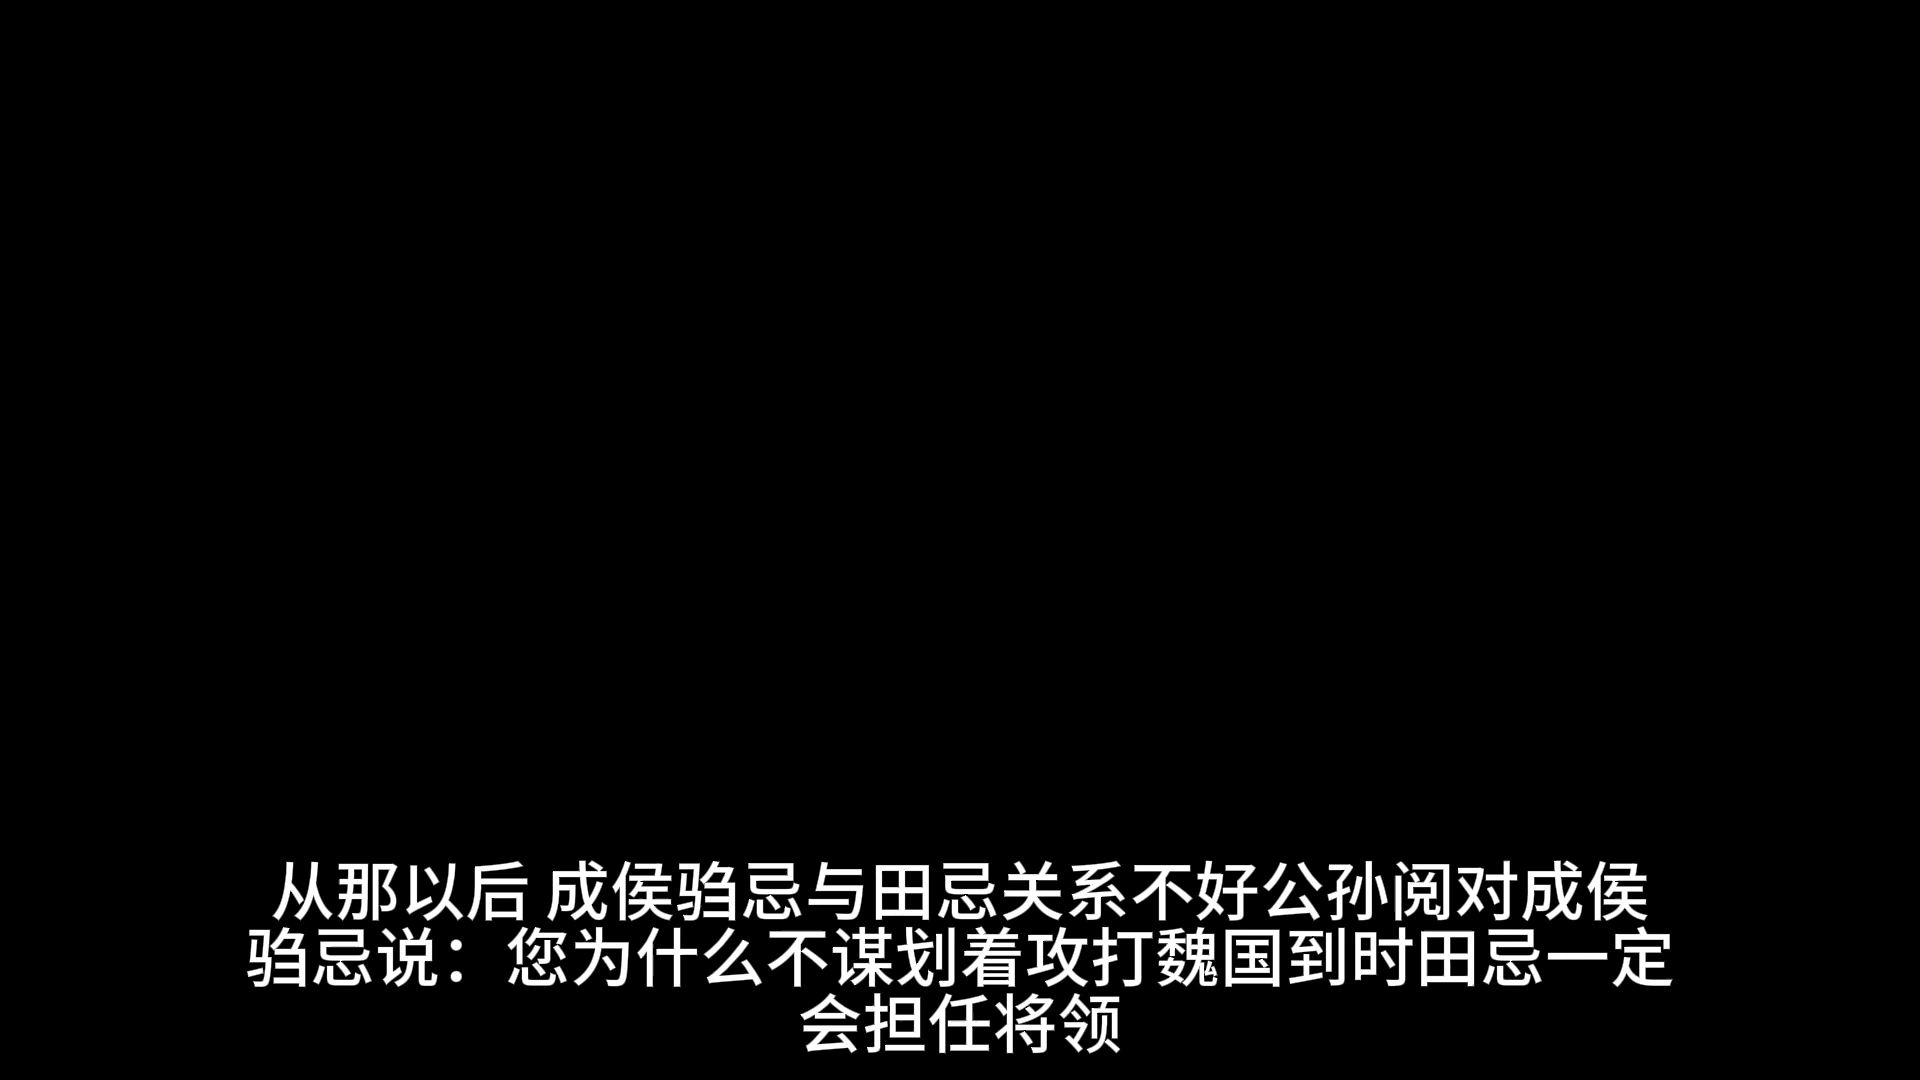 从那以后 成侯驺忌与田忌关系不好公孙阅对成侯
驺忌说：您为什么不谋划着攻打魏国到时田忌一定
会担任将领